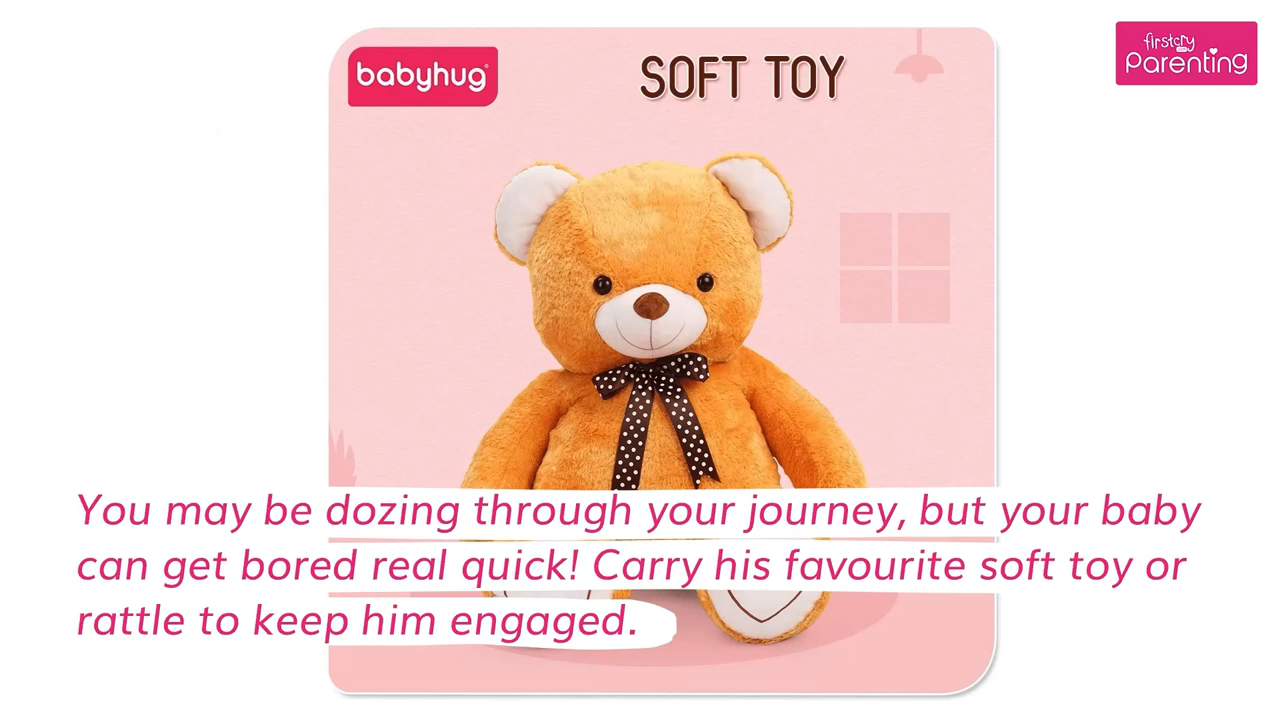 babyhug
SOFT TOY
firstcry
Parenting
You may be dozing through your journey, but your baby
can get bored real quick! Carry his favourite soft toy or
rattle to keep him engaged.